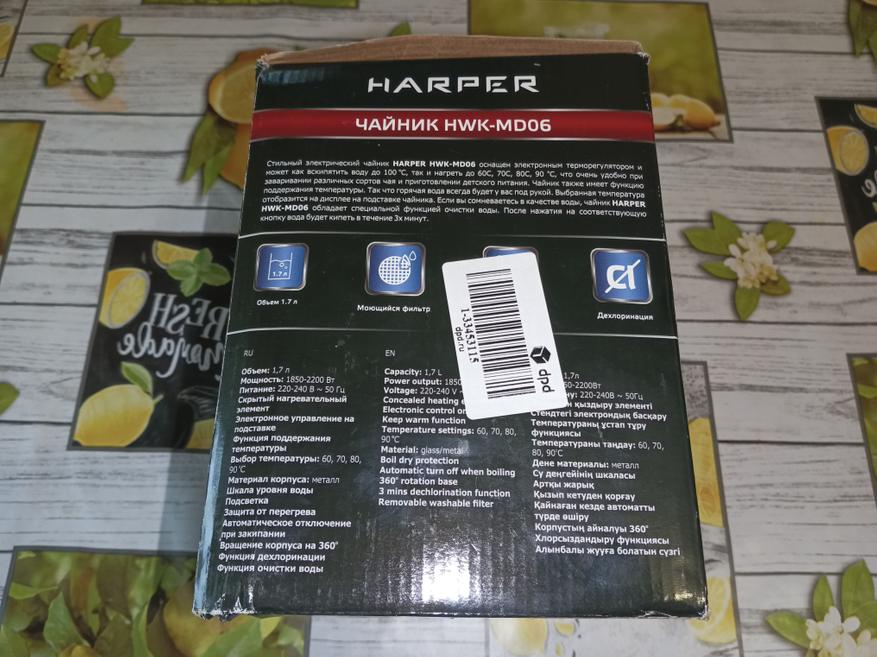 HARPER
ЧАЙНИК HWK-MD06
Стильный электрический чайник HARPER HWK-MD06 оснащен электронным терморегулятором и
может как вскипятить воду до 100 °С, так и нагреть до 60С, 70С, 80С, 90 °С, что очень удобно при
заваривании различных сортов чая и приготовлении детского питания. Чайник также имеет функцию
поддержания температуры. Так что горячая вода всегда будет у вас под рукой. Выбранная температура
отобразится на дисплее на подставке чайника. Если вы сомневаетесь в качестве воды, чайник HARPER
HWK-MD06 обладает специальной функцией очистки воды. После нажатия на соответствующую
кнопку вода будет кипеть в течение 3х минут.
1.7 л
Cl
Объем 1.7 л
Моющийся фильтр
Дехлоринация
1-33453115
dpd.ru
dpd
RU
Объем: 1,7 л
Мощность: 1850-2200 Вт
Питание: 220-240 В ~ 50 Гц
Скрытый нагревательный
элемент
Электронное управление на
подставке
Функция поддержания
температуры
Выбор температуры: 60, 70, 80,
90°С
Материал корпуса: металл
Шкала уровня воды
Подсветка
Защита от перегрева
Автоматическое отключение
при закипании
Вращение корпуса на 360°
Функция дехлоринации
Функция очистки воды
EN
Capacity: 1,7 L
Power output: 1850
Voltage: 220-240 V ~
Concealed heating
Electronic control on
Keep warm function
Temperature settings: 60, 70, 80,
90°C
Material: glass/metal
Boil dry protection
Automatic turn off when boiling
360° rotation base
3 mins dechlorination function
Removable washable filter
1,7л
-2200Вт
220-240В ~ 50Гц
қыздыру элементі
Стендтегі электрондық басқару
Температураның ұстап тұру
функциясы
Температураны таңдау: 60, 70,
80, 90°С
Дене материалы: металл
Су деңгейінің шкаласы
Артқы жарық
Қызып кетуден қорғау
Қайнаған кезде автоматты
түрде өшіру
Корпустың айналуы 360°
Хлорсыздандыру функциясы
Алынбалы жууға болатын сүзгі